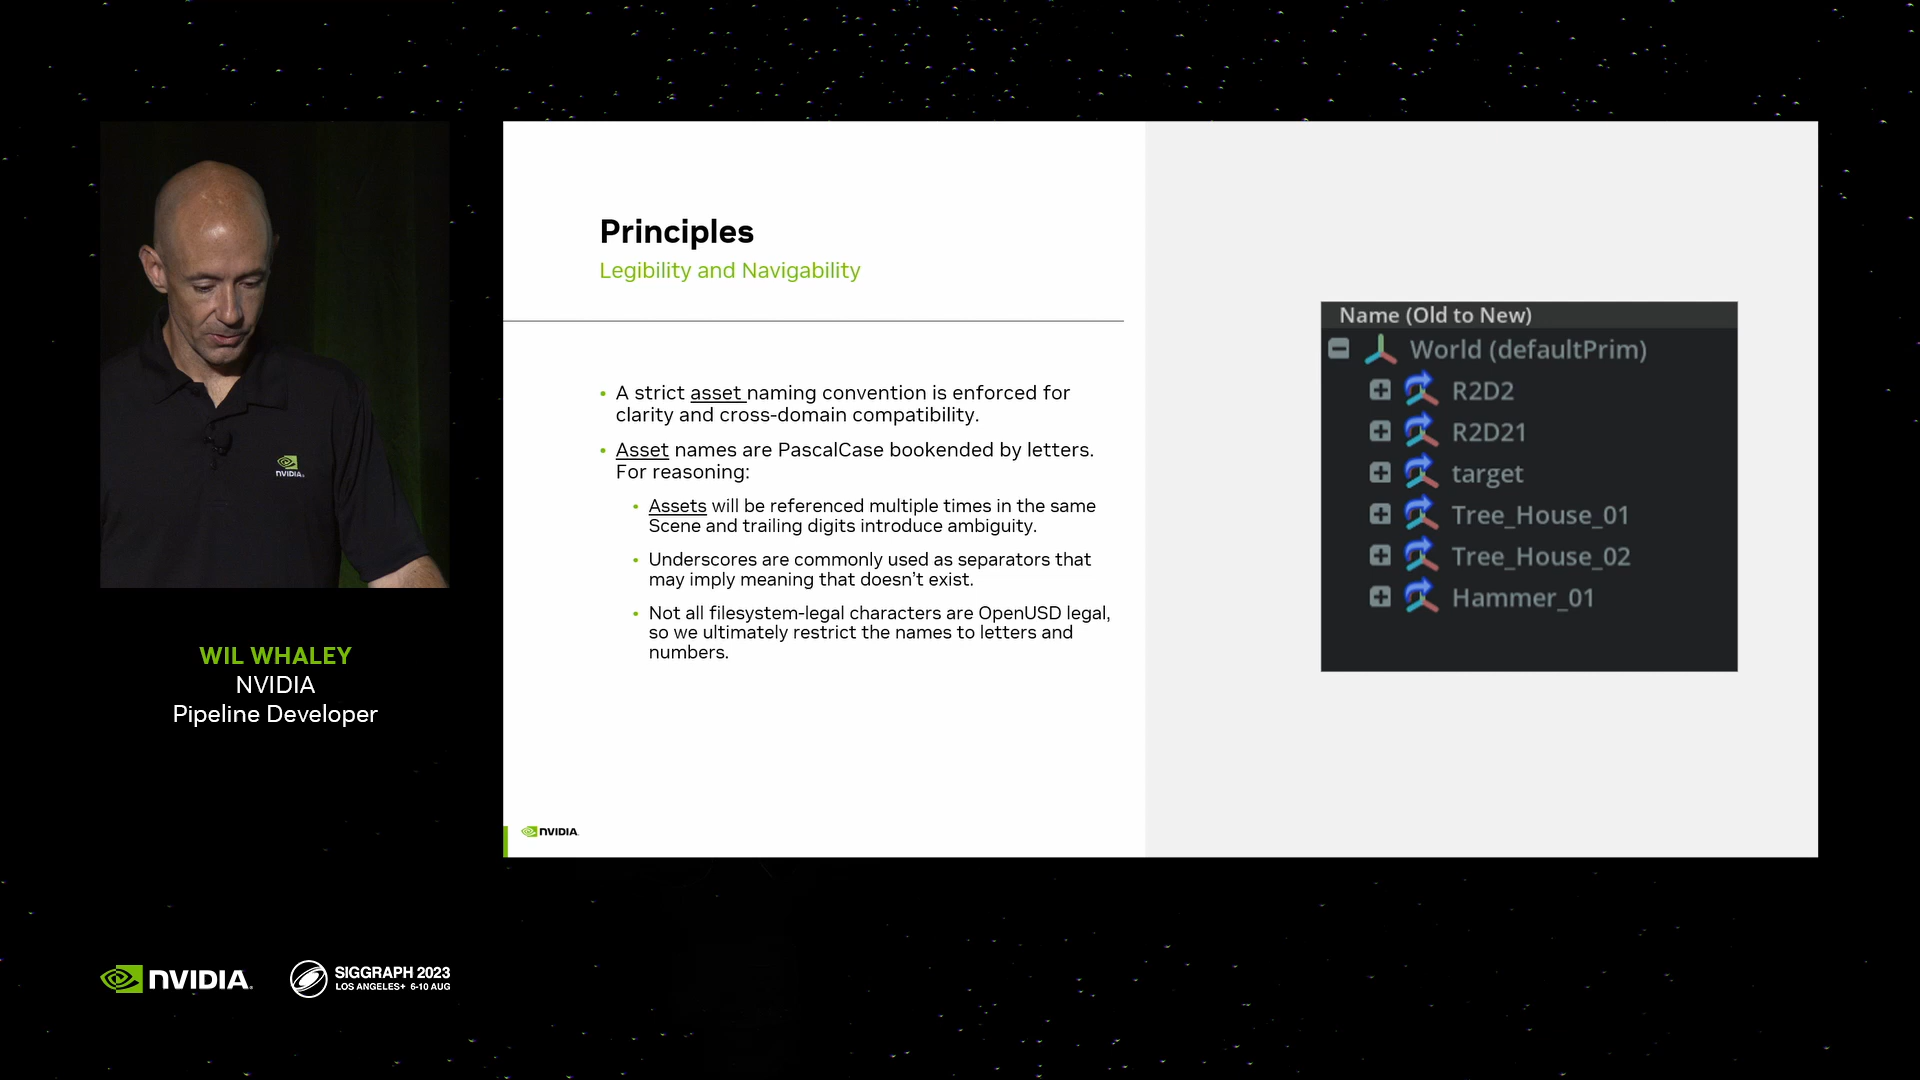 Principles
Legibility and Navigability
• A strict asset naming convention is enforced for
clarity and cross-domain compatibility.
• Asset names are PascalCase bookended by letters.
For reasoning:
• Assets will be referenced multiple times in the same
Scene and trailing digits introduce ambiguity.
• Underscores are commonly used as separators that
may imply meaning that doesn't exist.
• Not all filesystem-legal characters are OpenUSD legal,
so we ultimately restrict the names to letters and
numbers.
NVIDIA.
Name (Old to New)
World (defaultPrim)
R2D2
R2D21
target
Tree_House_01
Tree_House_02
Hammer_01
NVIDIA.
WIL WHALEY
NVIDIA
Pipeline Developer
NVIDIA.
SIGGRAPH 2023
LOS ANGELES+ 6-10 AUG